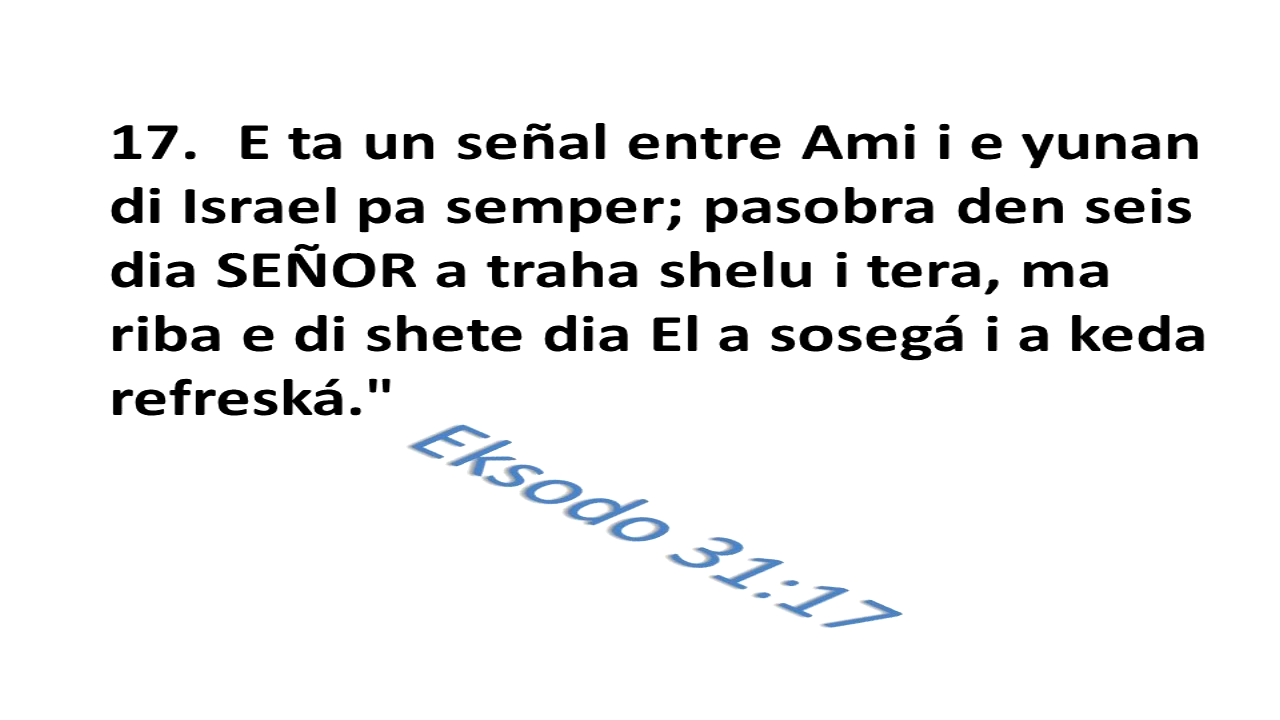 17. E ta un señal entre Ami i e yunan
di Israel pa semper; pasobra den seis
dia SEÑOR a traha shelu i tera, ma
riba e di shete dia El a sosegá i a keda
refreská."
Eksodo 31:17